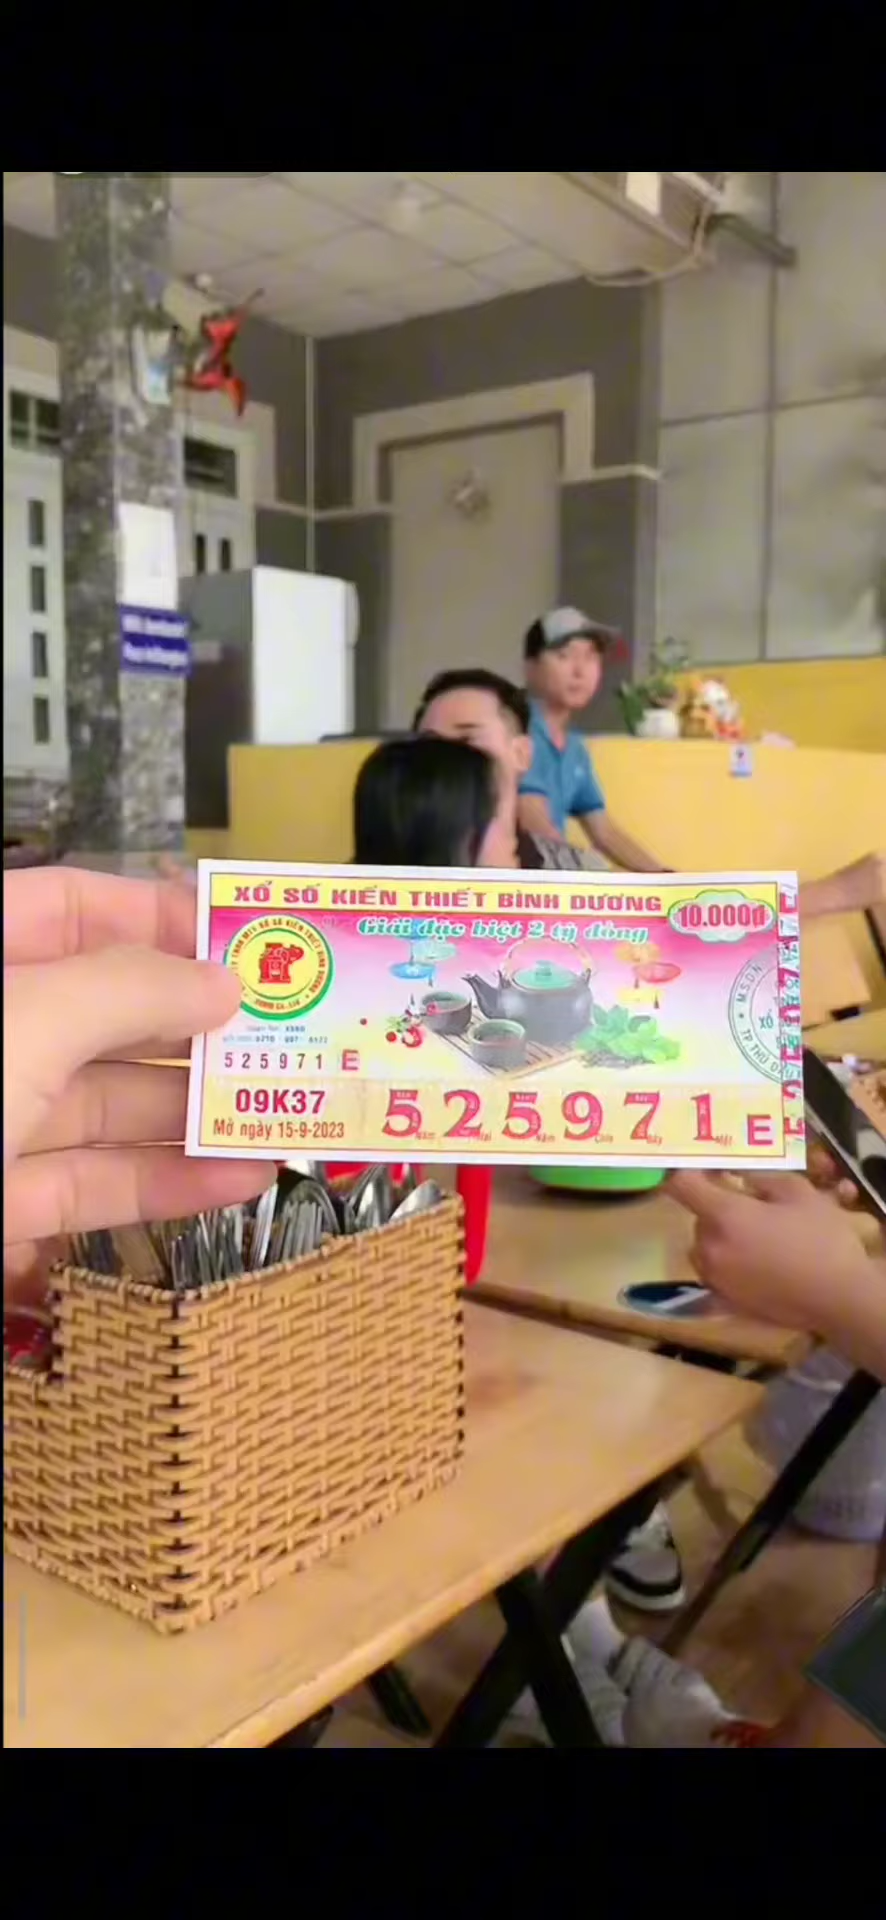 XỔ SỐ KIẾN THIẾT BÌNH DƯƠNG
10.000đ
Giải đặc biệt 2 tỷ đồng
525971 E
09K37
Mở ngày 15-9-2023
525971 E